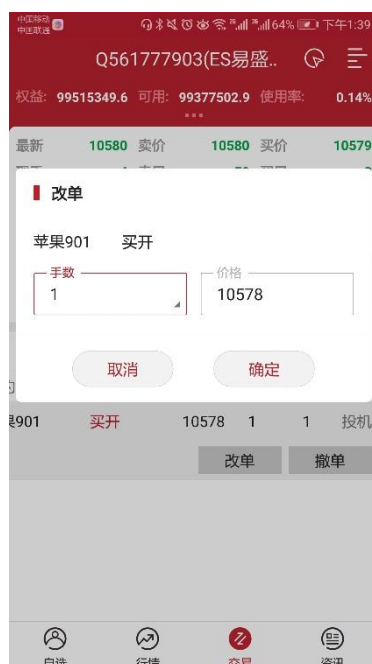 中国移动
中国联通
64% 下午1:39
Q561777903(ES易盛..
权益: 99515349.6 可用: 99377502.9 使用率: 0.14%
最新 10580 卖价 10580 买价 10579
改单
苹果901 买开
手数 价格
1 10578
取消 确定
901 买开 10578 1 1 投机
改单 撤单
自选 行情 交易 资讯